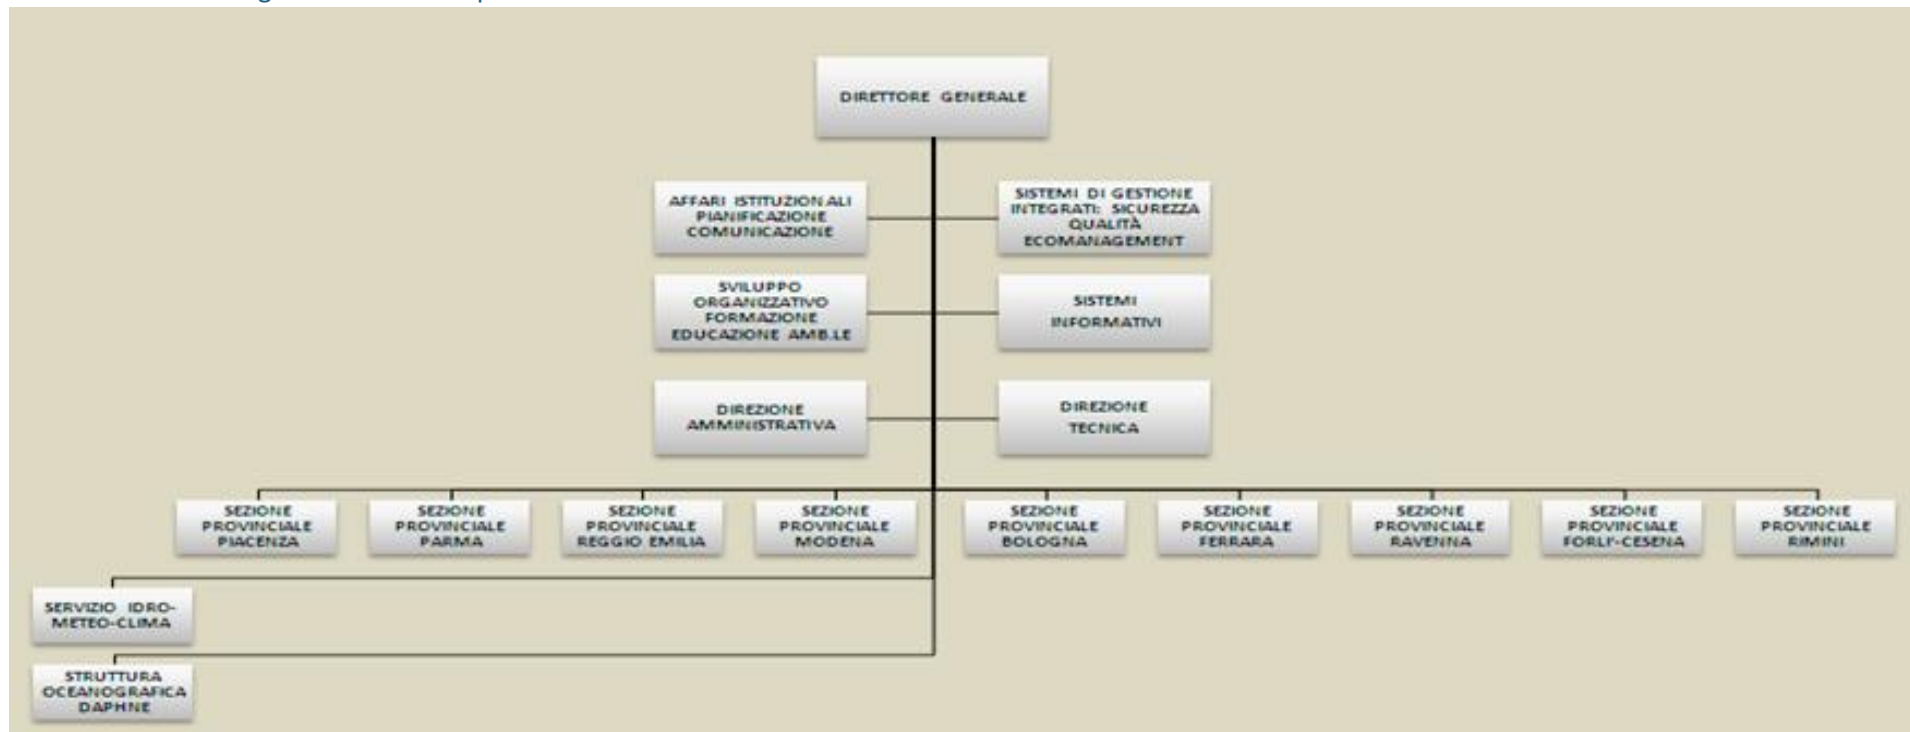 DIRETTORE GENERALE
AFFARI ISTITUZIONALI
PIANIFICAZIONE
COMUNICAZIONE
SISTEMI DI GESTIONE
INTEGRATI: SICUREZZA
QUALITÀ
ECOMANAGEMENT
SVILUPPO
ORGANIZZATIVO
FORMAZIONE
EDUCAZIONE AMB.LE
SISTEMI
INFORMATIVI
DIREZIONE
AMMINISTRATIVA
DIREZIONE
TECNICA
SEZIONE
PROVINCIALE
PIACENZA
SEZIONE
PROVINCIALE
PARMA
SEZIONE
PROVINCIALE
REGGIO EMILIA
SEZIONE
PROVINCIALE
MODENA
SEZIONE
PROVINCIALE
BOLOGNA
SEZIONE
PROVINCIALE
FERRARA
SEZIONE
PROVINCIALE
RAVENNA
SEZIONE
PROVINCIALE
FORLI'-CESENA
SEZIONE
PROVINCIALE
RIMINI
SERVIZIO IDRO-
METEO-CLIMA
STRUTTURA
OCEANOGRAFICA
DAPHNE